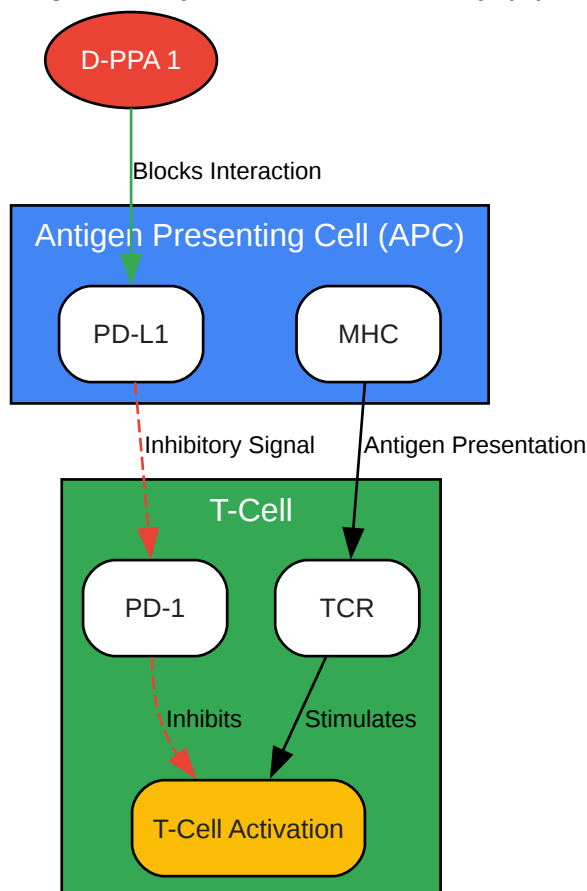 D-PPA 1
Blocks Interaction
Antigen Presenting Cell (APC)
PD-L1
MHC
Inhibitory Signal
Antigen Presentation
T-Cell
PD-1
TCR
Inhibits
Stimulates
T-Cell Activation